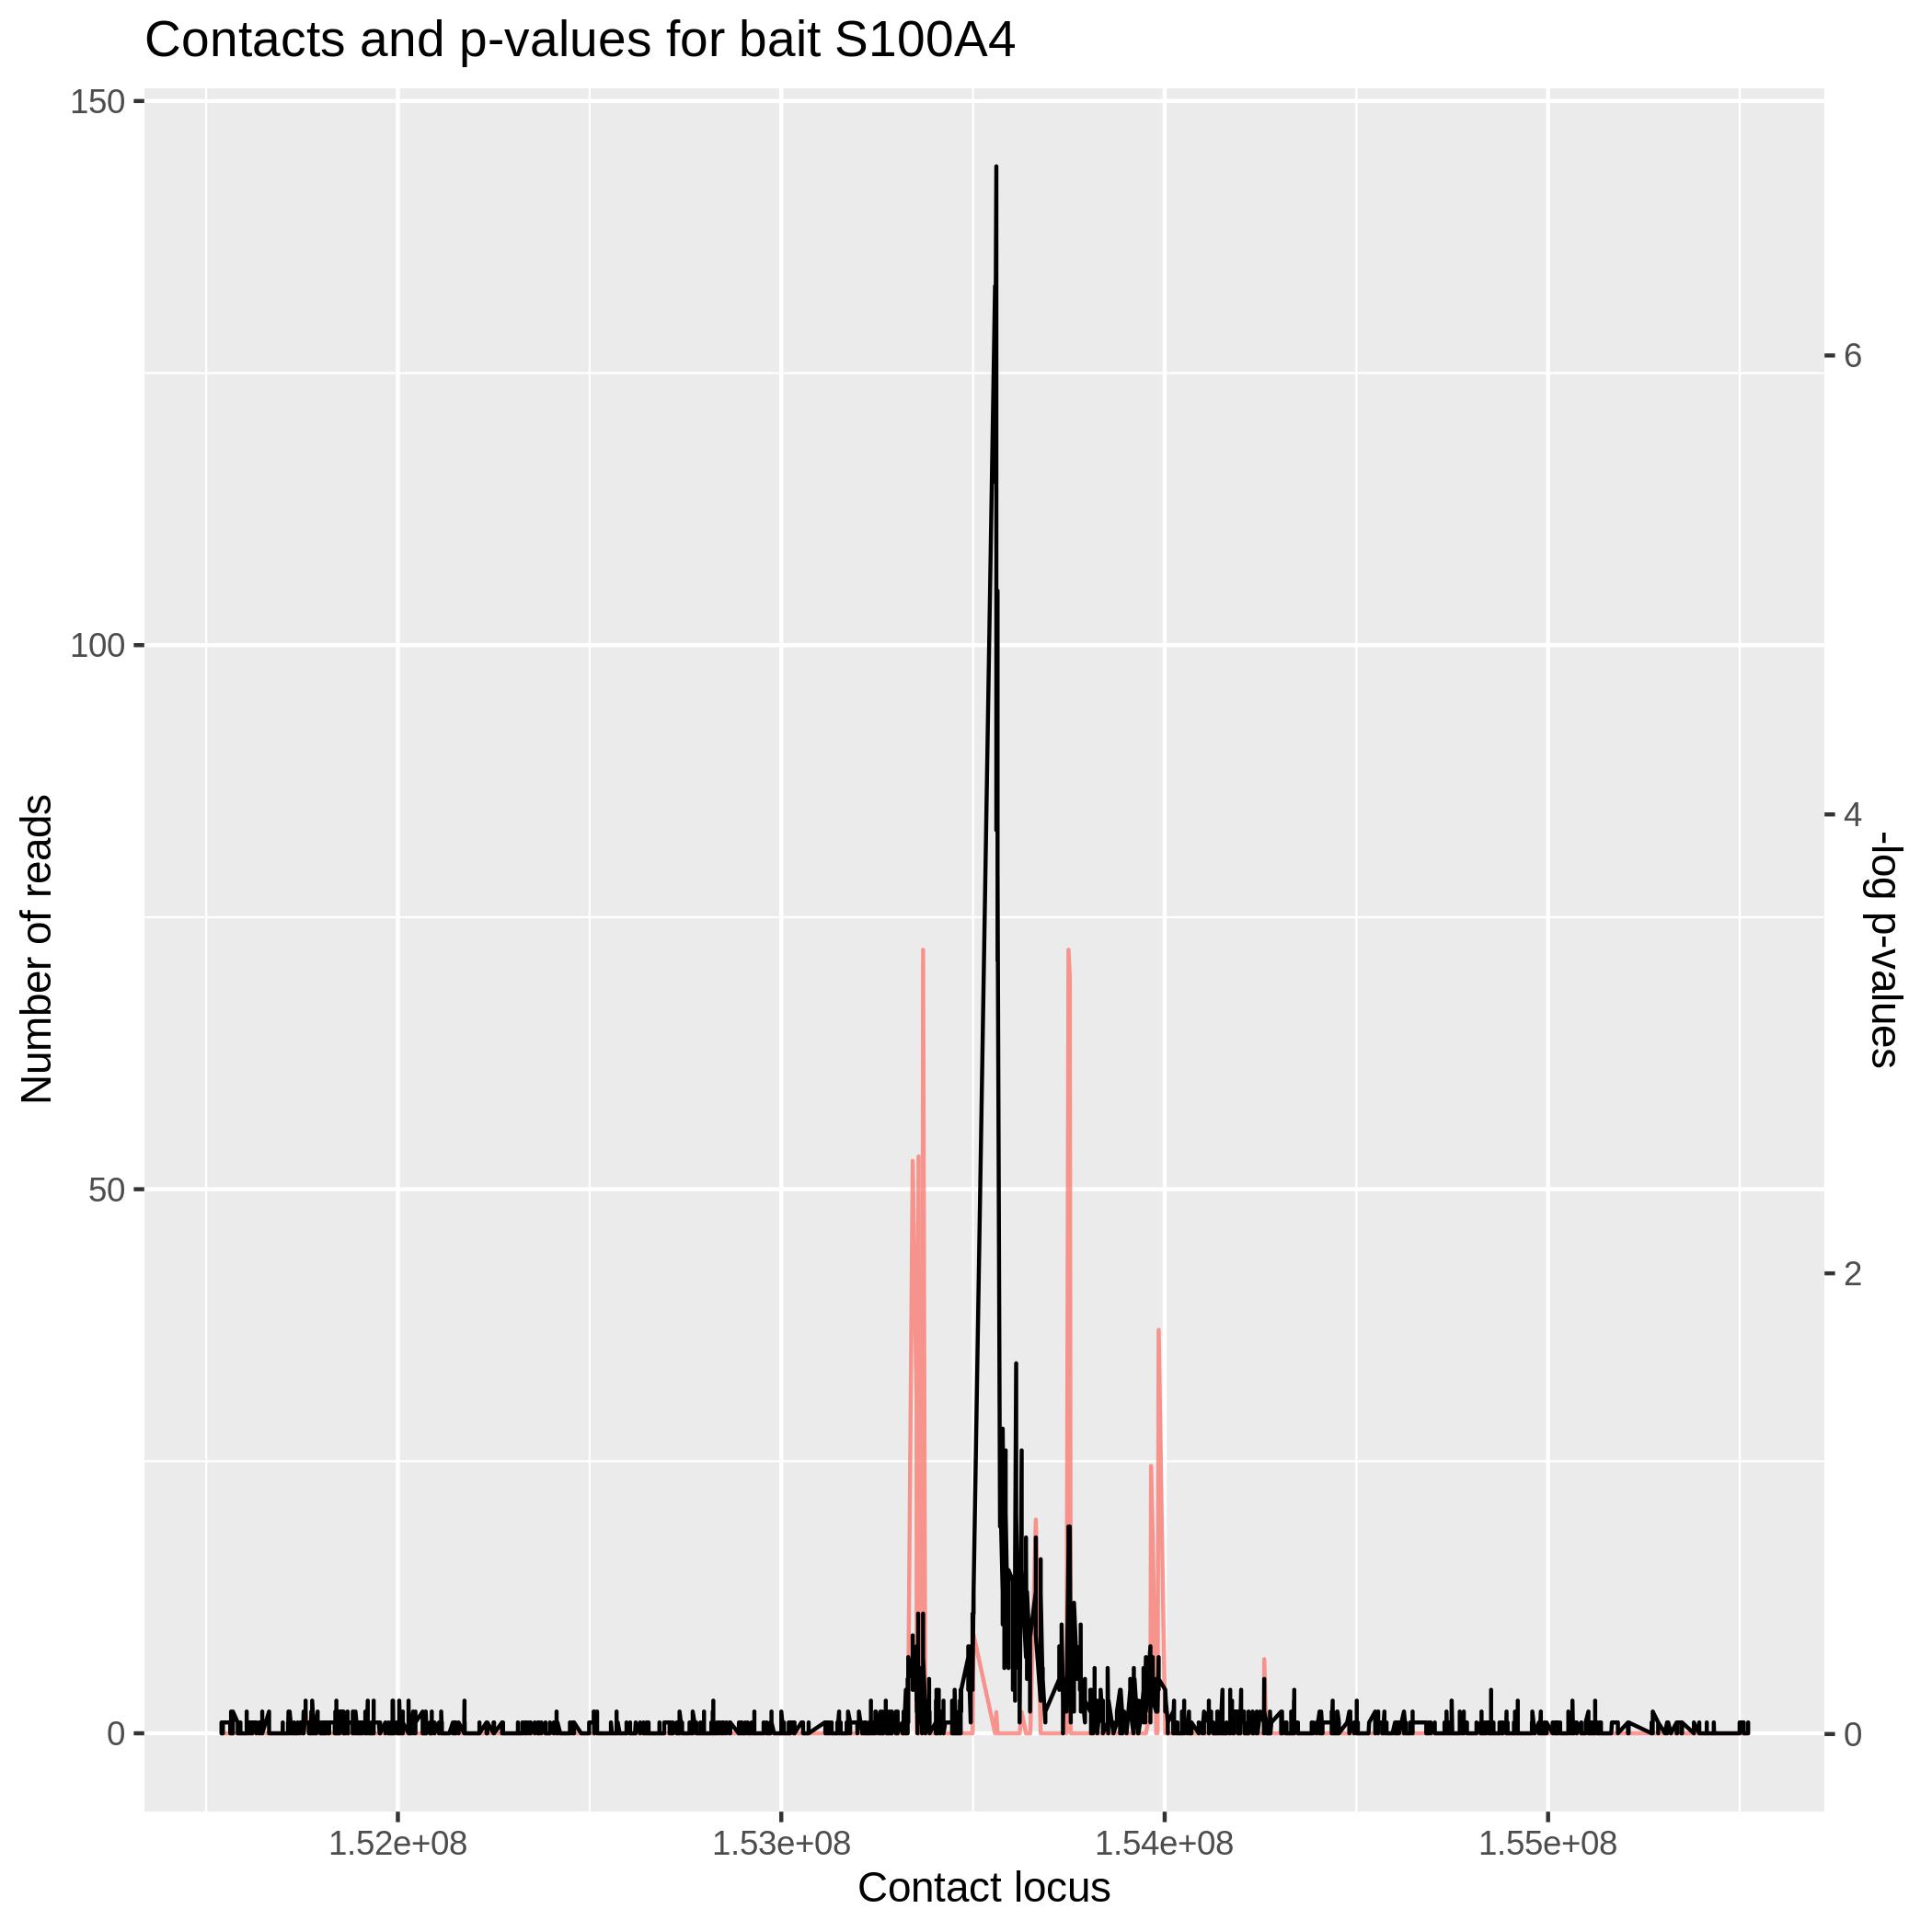 Contacts and p-values for bait S100A4
150
100
50
0
Number of reads
6
4
2
0
-log p-values
1.52e+08
1.53e+08
1.54e+08
1.55e+08
Contact locus